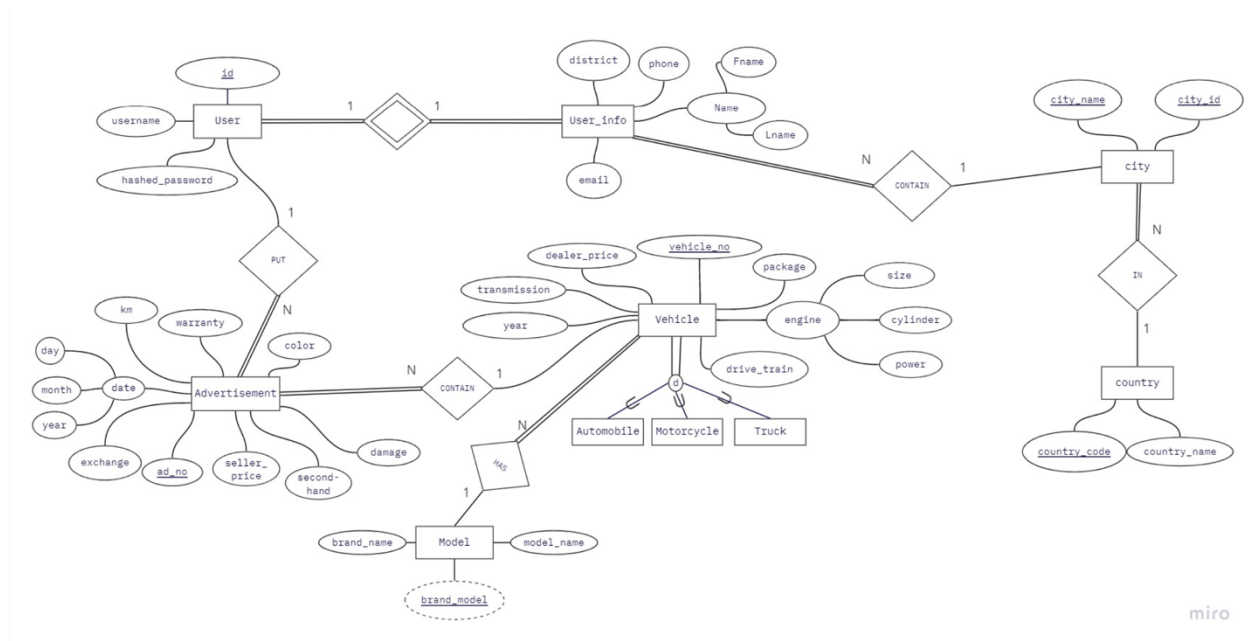 id
username
User
hashed_password
1
1
district
phone
Fname
Name
Lname
User_info
email
N
CONTAIN
1
city_name
city_id
city
N
IN
1
country
country_code
country_name
1
PUT
N
km
warranty
color
day
month
year
date
Advertisement
exchange
ad_no
seller_
price
second-
hand
damage
N
CONTAIN
1
dealer_price
vehicle_no
package
transmission
year
Vehicle
engine
size
cylinder
power
drive_train
d
Automobile
Motorcycle
Truck
N
HAS
1
brand_name
Model
model_name
brand_model
miro